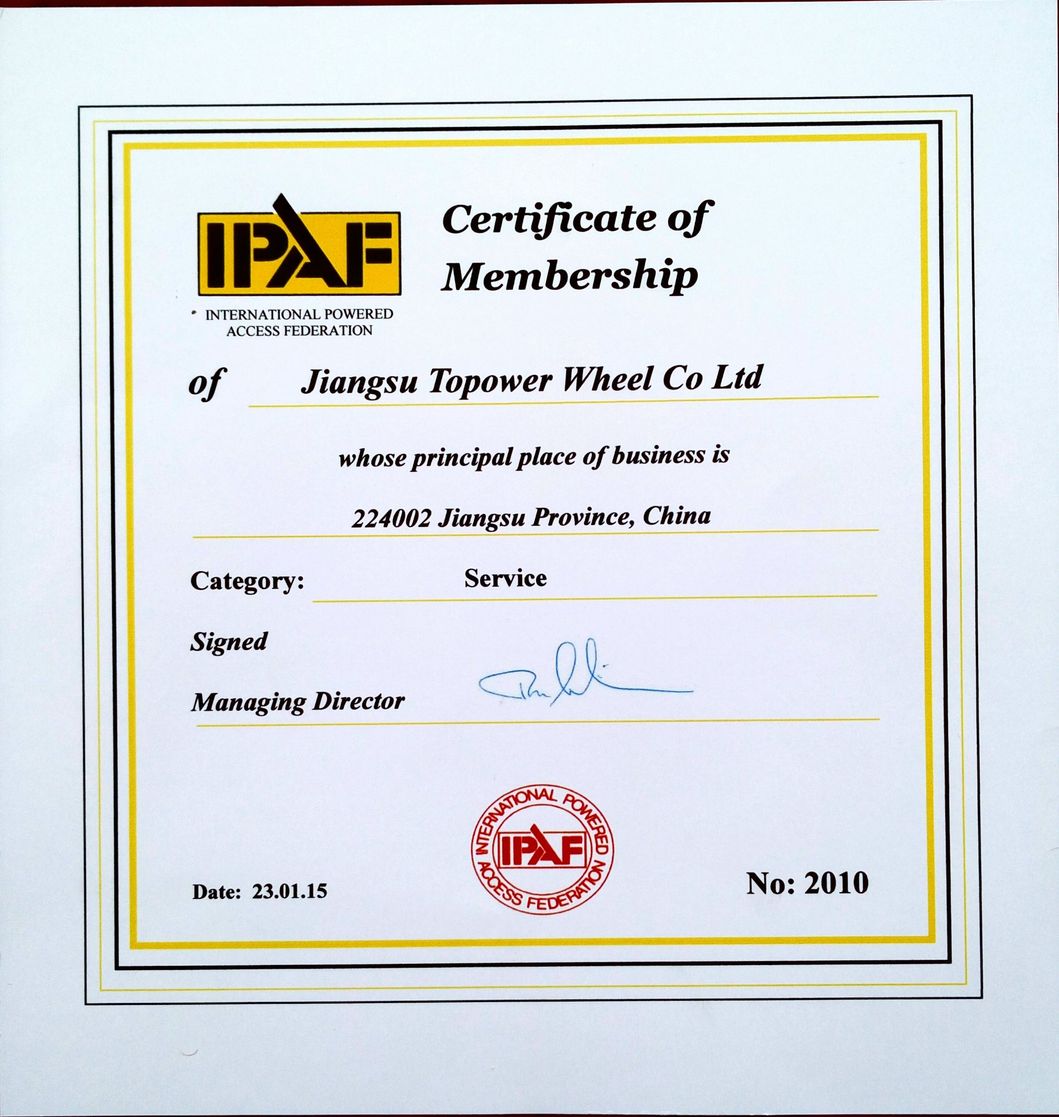 IPAF
INTERNATIONAL POWERED
ACCESS FEDERATION
Certificate of
Membership
of Jiangsu Topower Wheel Co Ltd
whose principal place of business is
224002 Jiangsu Province, China
Category: Service
Signed
Managing Director
INTERNATIONAL POWERED
IPAF
ACCESS FEDERATION
Date: 23.01.15
No: 2010